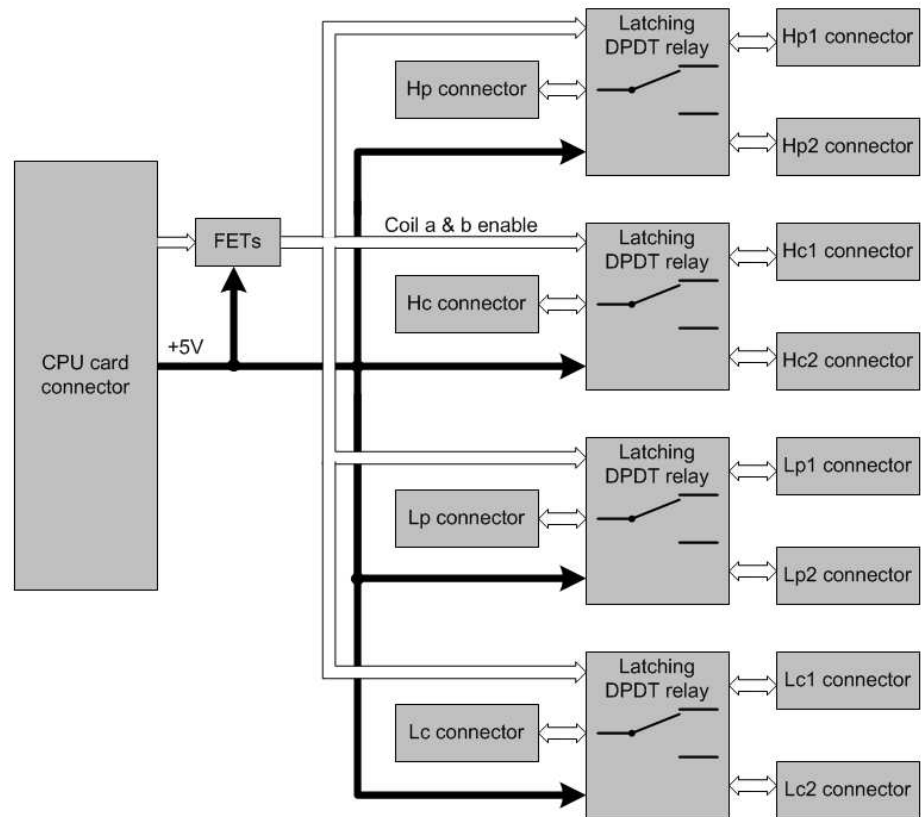 Latching
DPDT relay
Hp1 connector
Hp connector
Hp2 connector
FETs
Coil a & b enable
Latching
DPDT relay
Hc1 connector
Hc connector
Hc2 connector
+5V
CPU card
connector
Latching
DPDT relay
Lp1 connector
Lp connector
Lp2 connector
Latching
DPDT relay
Lc1 connector
Lc connector
Lc2 connector